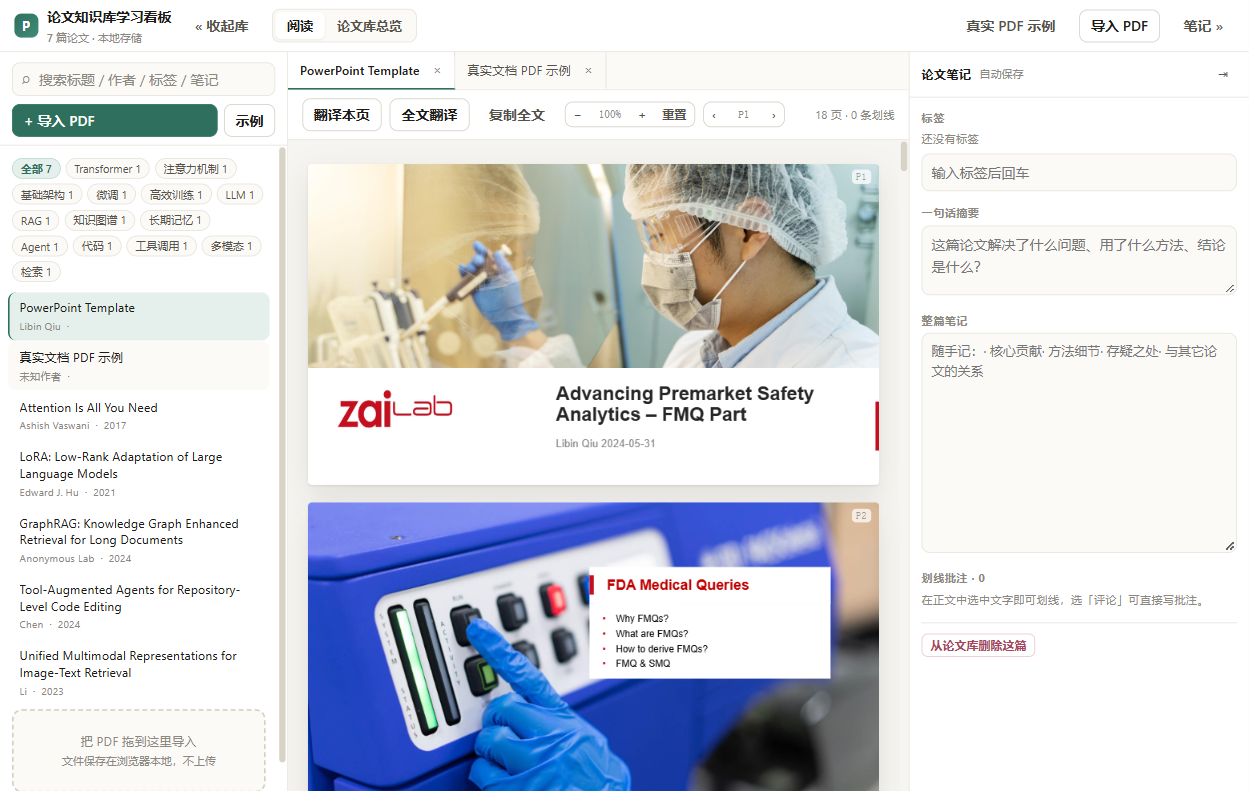 P
论文知识库学习看板
7 篇论文 · 本地存储
« 收起库
阅读
论文库总览
真实 PDF 示例
导入 PDF
笔记 »
搜索标题 / 作者 / 标签 / 笔记
+ 导入 PDF
示例
全部 7
Transformer 1
注意力机制 1
基础架构 1
微调 1
高效训练 1
LLM 1
RAG 1
知识图谱 1
长期记忆 1
Agent 1
代码 1
工具调用 1
多模态 1
检索 1
PowerPoint Template
Libin Qiu ·
真实文档 PDF 示例
未知作者 ·
Attention Is All You Need
Ashish Vaswani · 2017
LoRA: Low-Rank Adaptation of Large
Language Models
Edward J. Hu · 2021
GraphRAG: Knowledge Graph Enhanced
Retrieval for Long Documents
Anonymous Lab · 2024
Tool-Augmented Agents for Repository-
Level Code Editing
Chen · 2024
Unified Multimodal Representations for
Image-Text Retrieval
Li · 2023
把 PDF 拖到这里导入
文件保存在浏览器本地，不上传
PowerPoint Template ×
真实文档 PDF 示例 ×
翻译本页
全文翻译
复制全文
− 100% + 重置
‹ P1 ›
18 页 · 0 条划线
P1
zaiLab
Advancing Premarket Safety
Analytics – FMQ Part
Libin Qiu 2024-05-31
P2
RUN
SYSTEM STATUS
ACTIVITY
FDA Medical Queries
• Why FMQs?
• What are FMQs?
• How to derive FMQs?
• FMQ & SMQ
论文笔记 自动保存
标签
还没有标签
输入标签后回车
一句话摘要
这篇论文解决了什么问题、用了什么方法、结论
是什么？
整篇笔记
随手记：· 核心贡献· 方法细节· 存疑之处· 与其它论
文的关系
划线批注 · 0
在正文中选中文字即可划线，选「评论」可直接写批注。
从论文库删除这篇